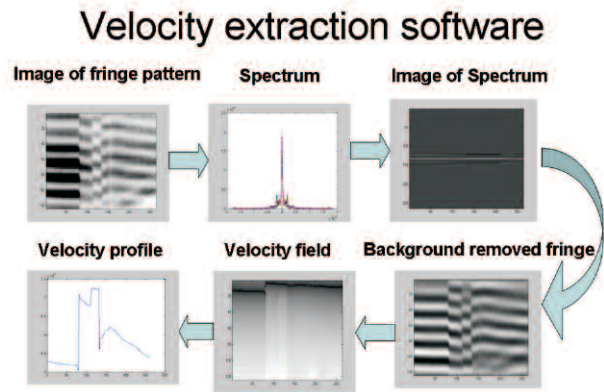 Velocity extraction software
Image of fringe pattern
Spectrum
Image of Spectrum
Velocity profile
Velocity field
Background removed fringe